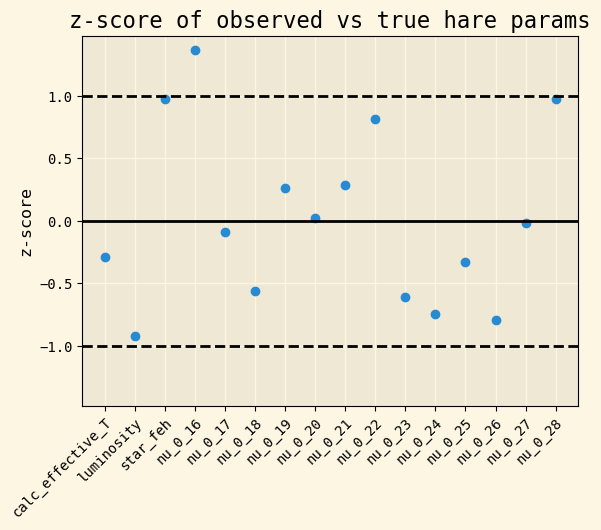 z-score of observed vs true hare params
z-score
1.0
0.5
0.0
−0.5
−1.0
calc_effective_T
luminosity
star_feh
nu_0_16
nu_0_17
nu_0_18
nu_0_19
nu_0_20
nu_0_21
nu_0_22
nu_0_23
nu_0_24
nu_0_25
nu_0_26
nu_0_27
nu_0_28